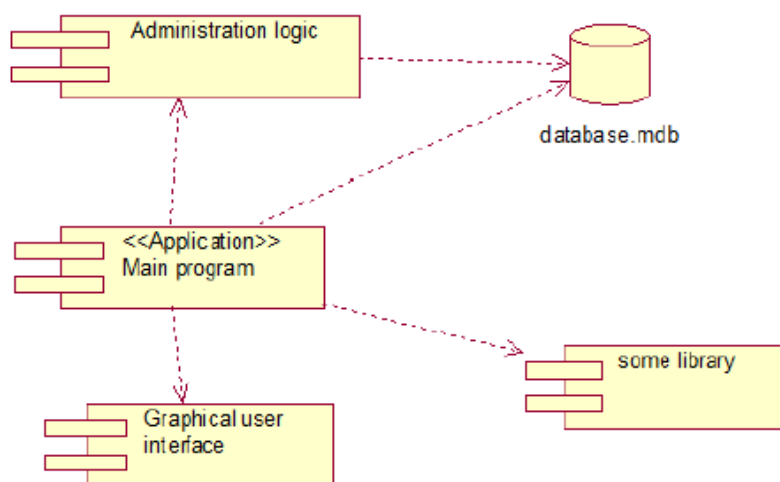 Administration logic
database.mdb
<<Application>>
Main program
some library
Graphical user
interface